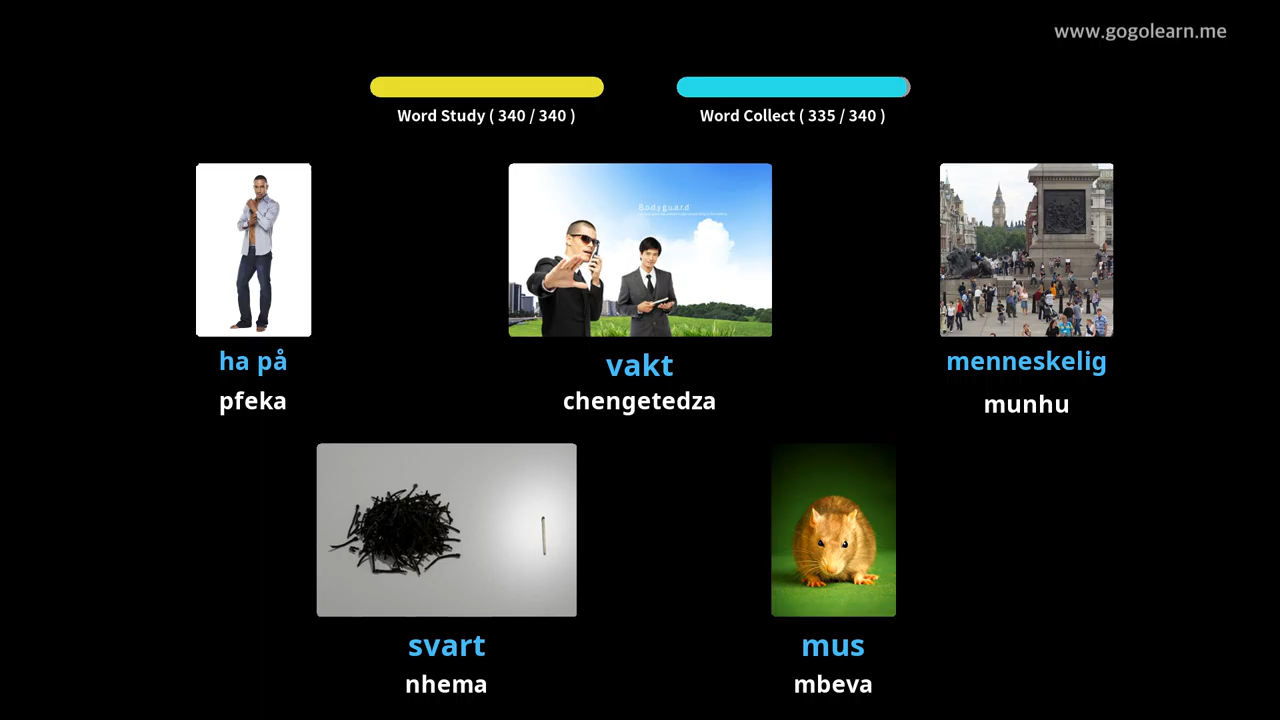 www.gogolearn.me
Word Study ( 340 / 340 )
Word Collect ( 335 / 340 )
Bodyguard
ha på
pfeka
vakt
chengetedza
menneskelig
munhu
svart
nhema
mus
mbeva